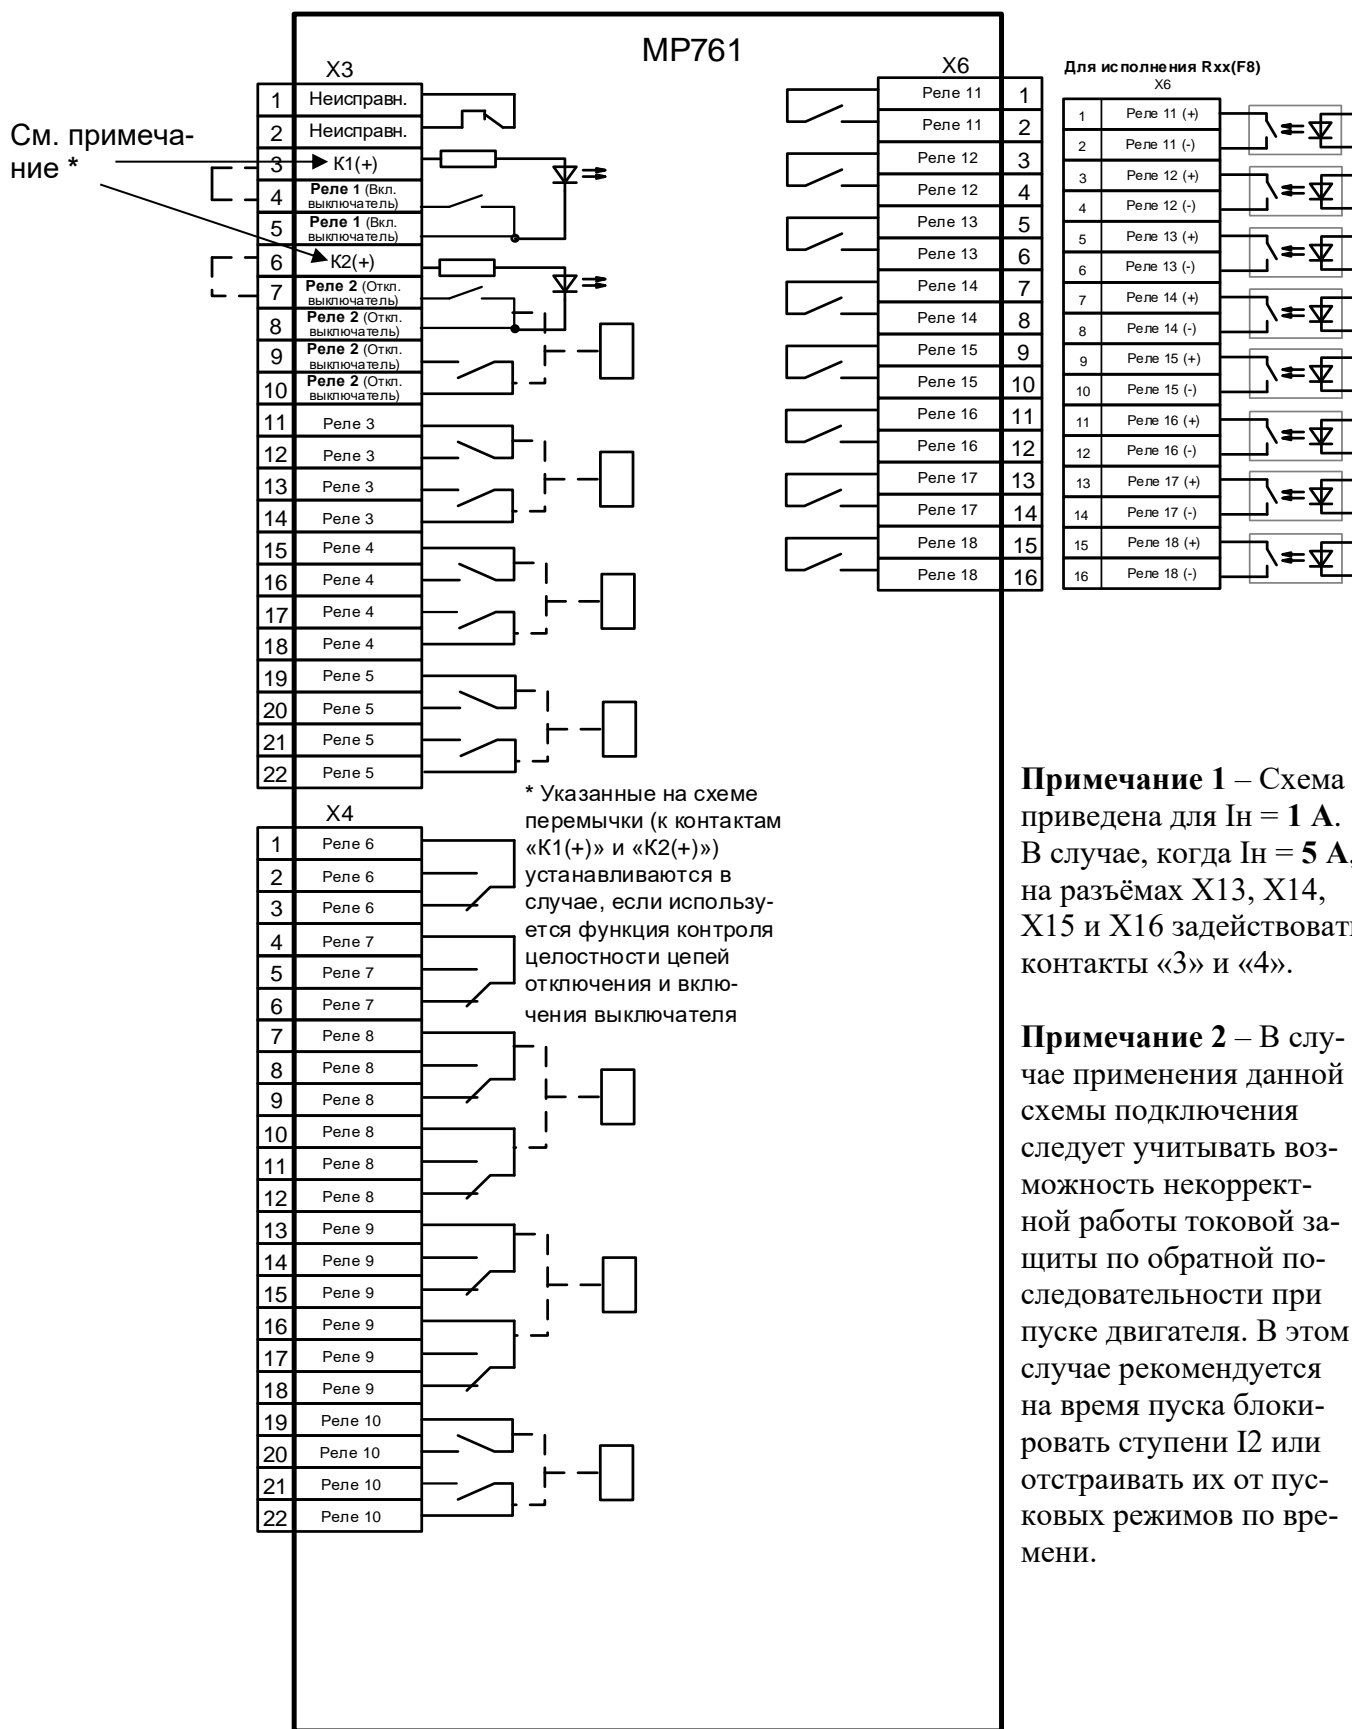 МР761
X3
1 Неисправн.
2 Неисправн.
3 К1(+)
4 Реле 1 (Вкл.
выключатель)
5 Реле 1 (Вкл.
выключатель)
6 К2(+)
7 Реле 2 (Откл.
выключатель)
8 Реле 2 (Откл.
выключатель)
9 Реле 2 (Откл.
выключатель)
10 Реле 2 (Откл.
выключатель)
11 Реле 3
12 Реле 3
13 Реле 3
14 Реле 3
15 Реле 4
16 Реле 4
17 Реле 4
18 Реле 4
19 Реле 5
20 Реле 5
21 Реле 5
22 Реле 5
См. примеча-
ние *
X4
1 Реле 6
2 Реле 6
3 Реле 6
4 Реле 7
5 Реле 7
6 Реле 7
7 Реле 8
8 Реле 8
9 Реле 8
10 Реле 8
11 Реле 8
12 Реле 8
13 Реле 9
14 Реле 9
15 Реле 9
16 Реле 9
17 Реле 9
18 Реле 9
19 Реле 10
20 Реле 10
21 Реле 10
22 Реле 10
* Указанные на схеме
перемычки (к контактам
«К1(+)» и «К2(+)»)
устанавливаются в
случае, если использу-
ется функция контроля
целостности цепей
отключения и вклю-
чения выключателя
X6
Реле 11 1
Реле 11 2
Реле 12 3
Реле 12 4
Реле 13 5
Реле 13 6
Реле 14 7
Реле 14 8
Реле 15 9
Реле 15 10
Реле 16 11
Реле 16 12
Реле 17 13
Реле 17 14
Реле 18 15
Реле 18 16
Для исполнения Rxx(F8)
X6
1 Реле 11 (+)
2 Реле 11 (-)
3 Реле 12 (+)
4 Реле 12 (-)
5 Реле 13 (+)
6 Реле 13 (-)
7 Реле 14 (+)
8 Реле 14 (-)
9 Реле 15 (+)
10 Реле 15 (-)
11 Реле 16 (+)
12 Реле 16 (-)
13 Реле 17 (+)
14 Реле 17 (-)
15 Реле 18 (+)
16 Реле 18 (-)
Примечание 1 – Схема
приведена для Iн = 1 А.
В случае, когда Iн = 5 А,
на разъёмах X13, X14,
X15 и X16 задействовать
контакты «3» и «4».
Примечание 2 – В слу-
чае применения данной
схемы подключения
следует учитывать воз-
можность некоррект-
ной работы токовой за-
щиты по обратной по-
следовательности при
пуске двигателя. В этом
случае рекомендуется
на время пуска блоки-
ровать ступени I2 или
отстраивать их от пус-
ковых режимов по вре-
мени.